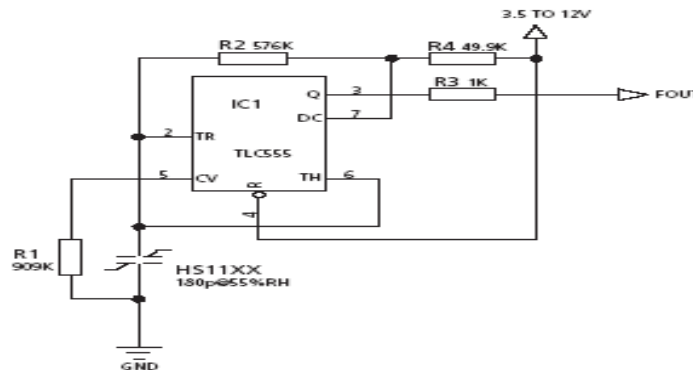 3.5 TO 12V
R2 576K
R4 49.9K
R3 1K
IC1
Q
3
FOUT
DC
7
2
TR
TLC555
5
CV
TH
6
R
4
R1
909K
HS11XX
180p@55%RH
GND